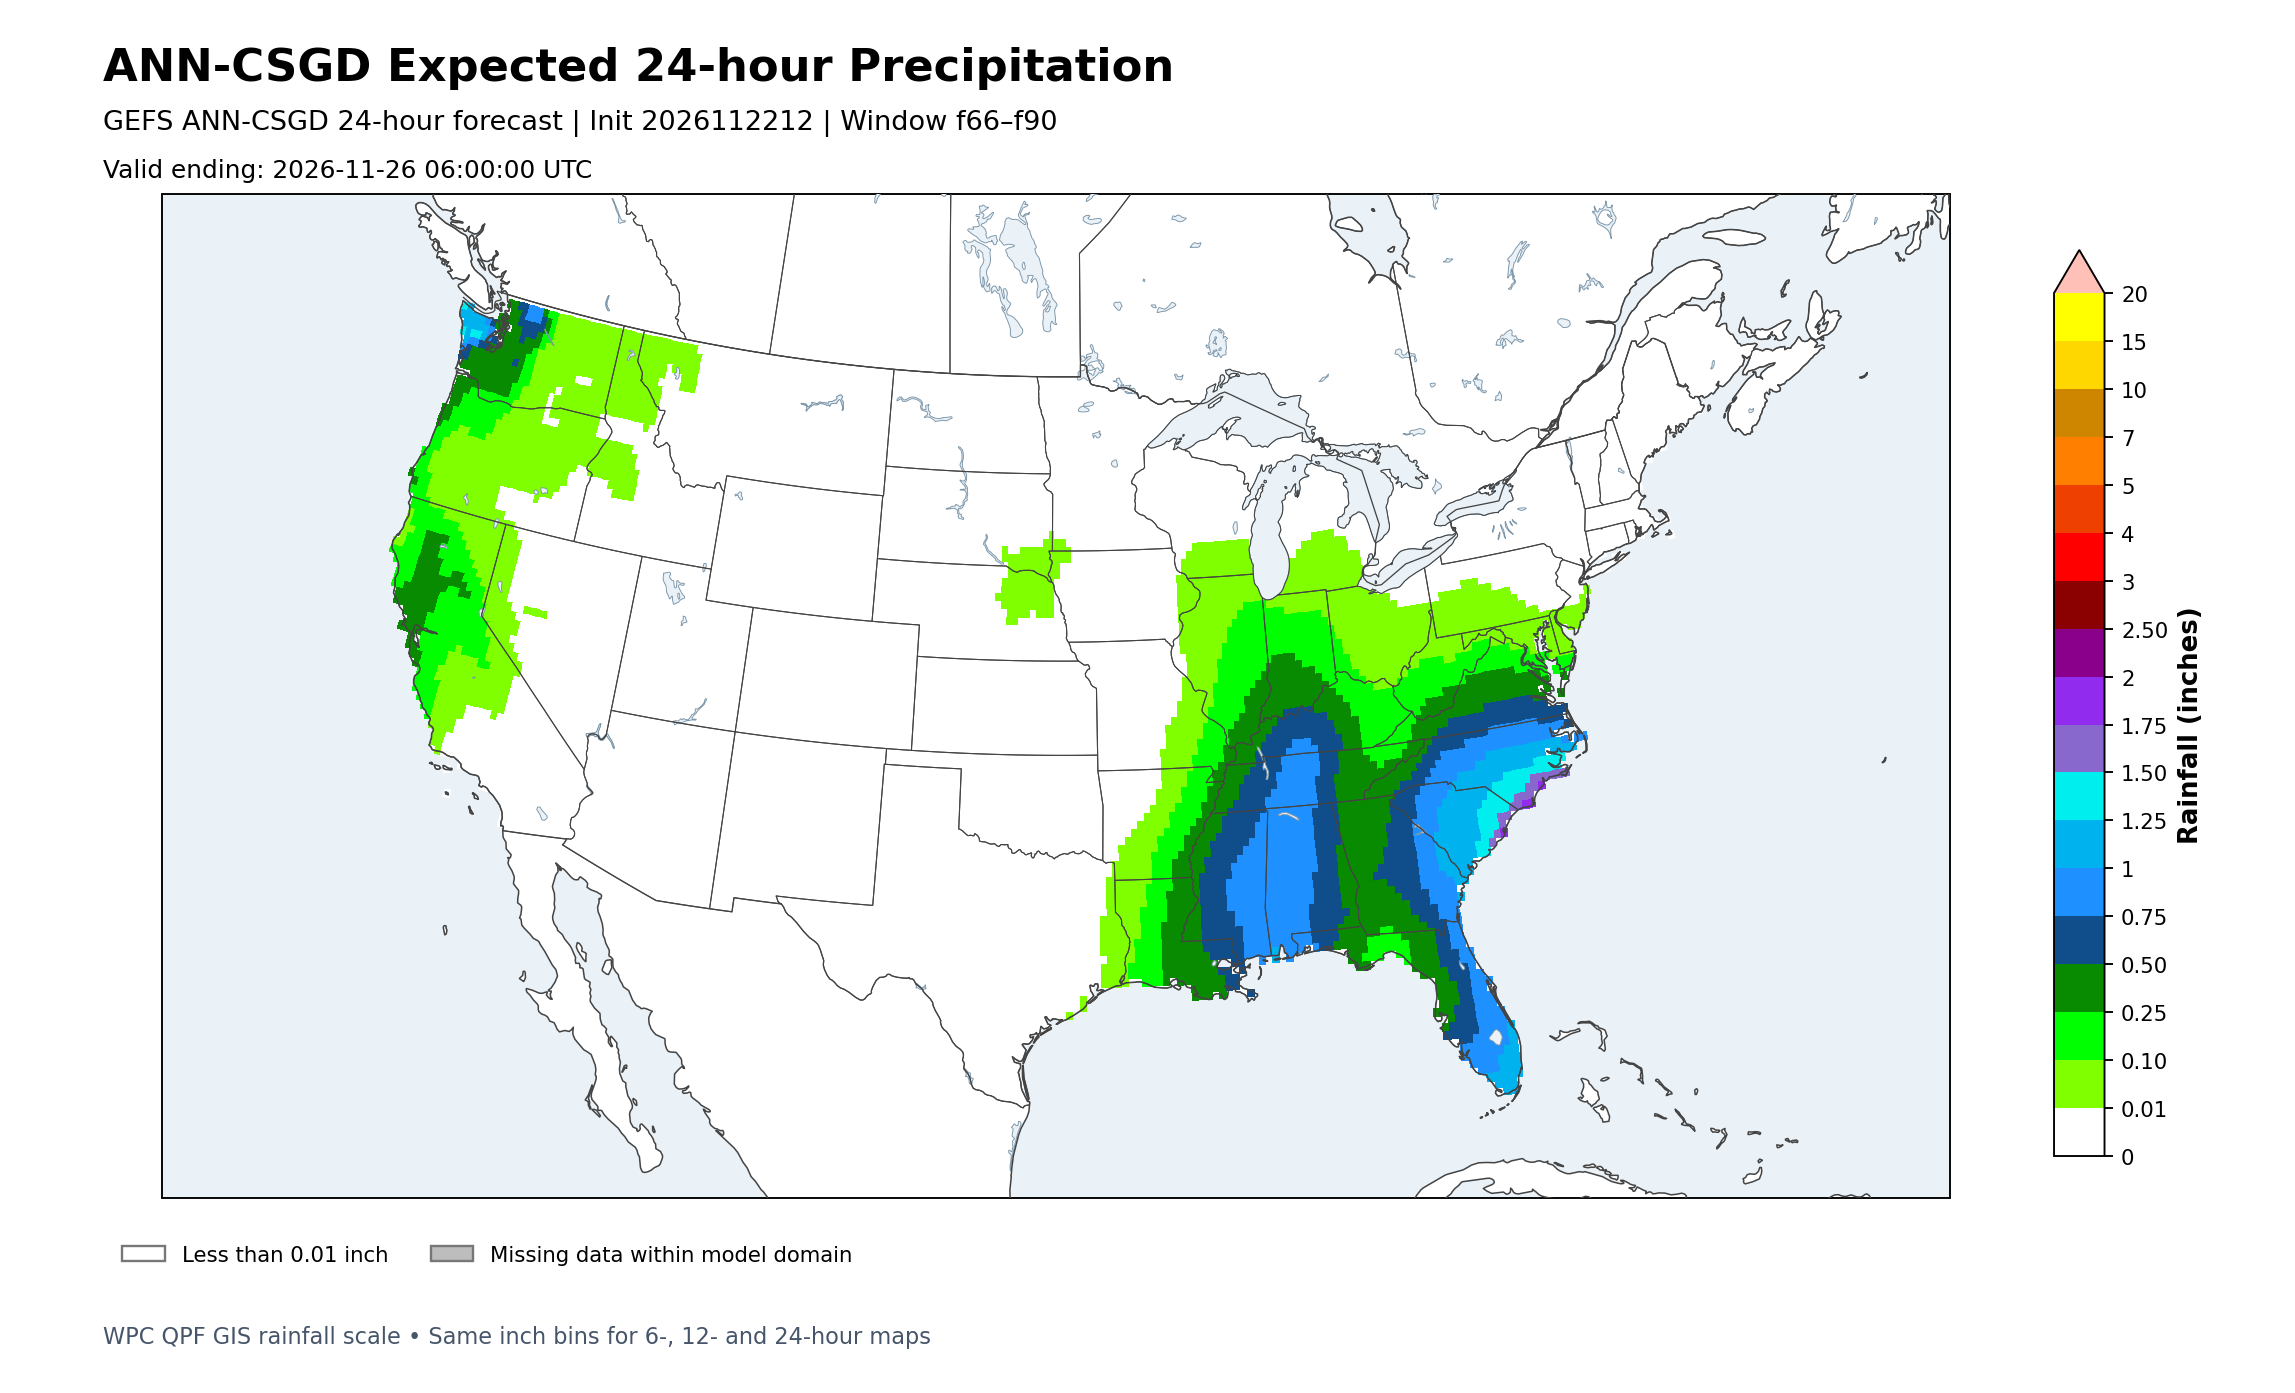 ANN-CSGD Expected 24-hour Precipitation
GEFS ANN-CSGD 24-hour forecast | Init 2026112212 | Window f66–f90
Valid ending: 2026-11-26 06:00:00 UTC
20
15
10
7
5
4
3
2.50
2
1.75
1.50
1.25
1
0.75
0.50
0.25
0.10
0.01
0
Rainfall (inches)
Less than 0.01 inch
Missing data within model domain
WPC QPF GIS rainfall scale • Same inch bins for 6-, 12- and 24-hour maps